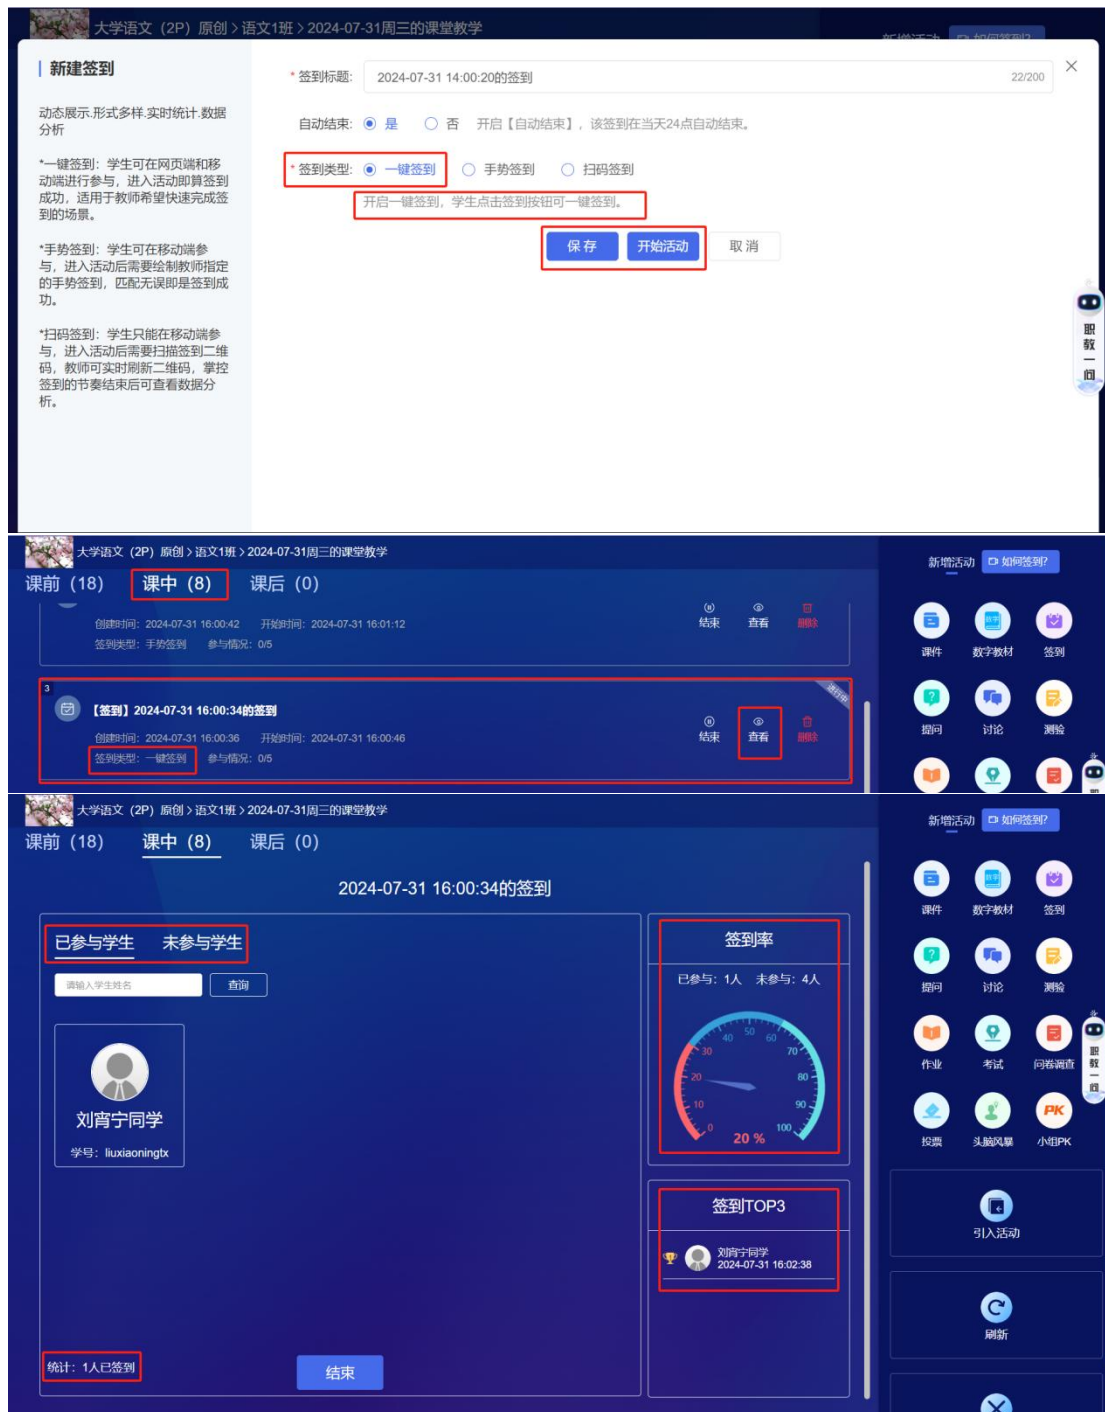 大学语文（2P）原创 > 语文1班 > 2024-07-31周三的课堂教学
新增活动 如何签到?
新建签到
动态展示.形式多样.实时统计.数据
分析
*一键签到：学生可在网页端和移
动端进行参与，进入活动即算签到
成功，适用于教师希望快速完成签
到的场景。
*手势签到：学生可在移动端参
与，进入活动后需要绘制教师指定
的手势签到，匹配无误即是签到成
功。
*扫码签到：学生只能在移动端参
与，进入活动后需要扫描签到二维
码，教师可实时刷新二维码，掌控
签到的节奏结束后可查看数据分
析。
* 签到标题: 2024-07-31 14:00:20的签到 22/200
自动结束: 是 否 开启【自动结束】，该签到在当天24点自动结束。
* 签到类型: 一键签到 手势签到 扫码签到
开启一键签到，学生点击签到按钮可一键签到。
保存 开始活动 取消
职教一问
大学语文（2P）原创 > 语文1班 > 2024-07-31周三的课堂教学
课前（18） 课中（8） 课后（0）
创建时间：2024-07-31 16:00:42 开始时间：2024-07-31 16:01:12
签到类型：手势签到 参与情况：0/5
结束 查看 删除
3
进行中
【签到】2024-07-31 16:00:34的签到
创建时间：2024-07-31 16:00:36 开始时间：2024-07-31 16:00:46
签到类型：一键签到 参与情况：0/5
结束 查看 删除
新增活动 如何签到?
课件 数字教材 签到
提问 讨论 测验
大学语文（2P）原创 > 语文1班 > 2024-07-31周三的课堂教学
课前（18） 课中（8） 课后（0）
2024-07-31 16:00:34的签到
已参与学生 未参与学生
请输入学生姓名 查询
刘宵宁同学
学号：liuxiaoningtx
统计：1人已签到
结束
签到率
已参与：1人 未参与：4人
0 10 20 30 40 50 60 70 80 90 100
20 %
签到TOP3
刘宵宁同学
2024-07-31 16:02:38
新增活动 如何签到?
课件 数字教材 签到
提问 讨论 测验
作业 考试 问卷调查
投票 头脑风暴 小组PK
PK
引入活动
刷新
职教一问